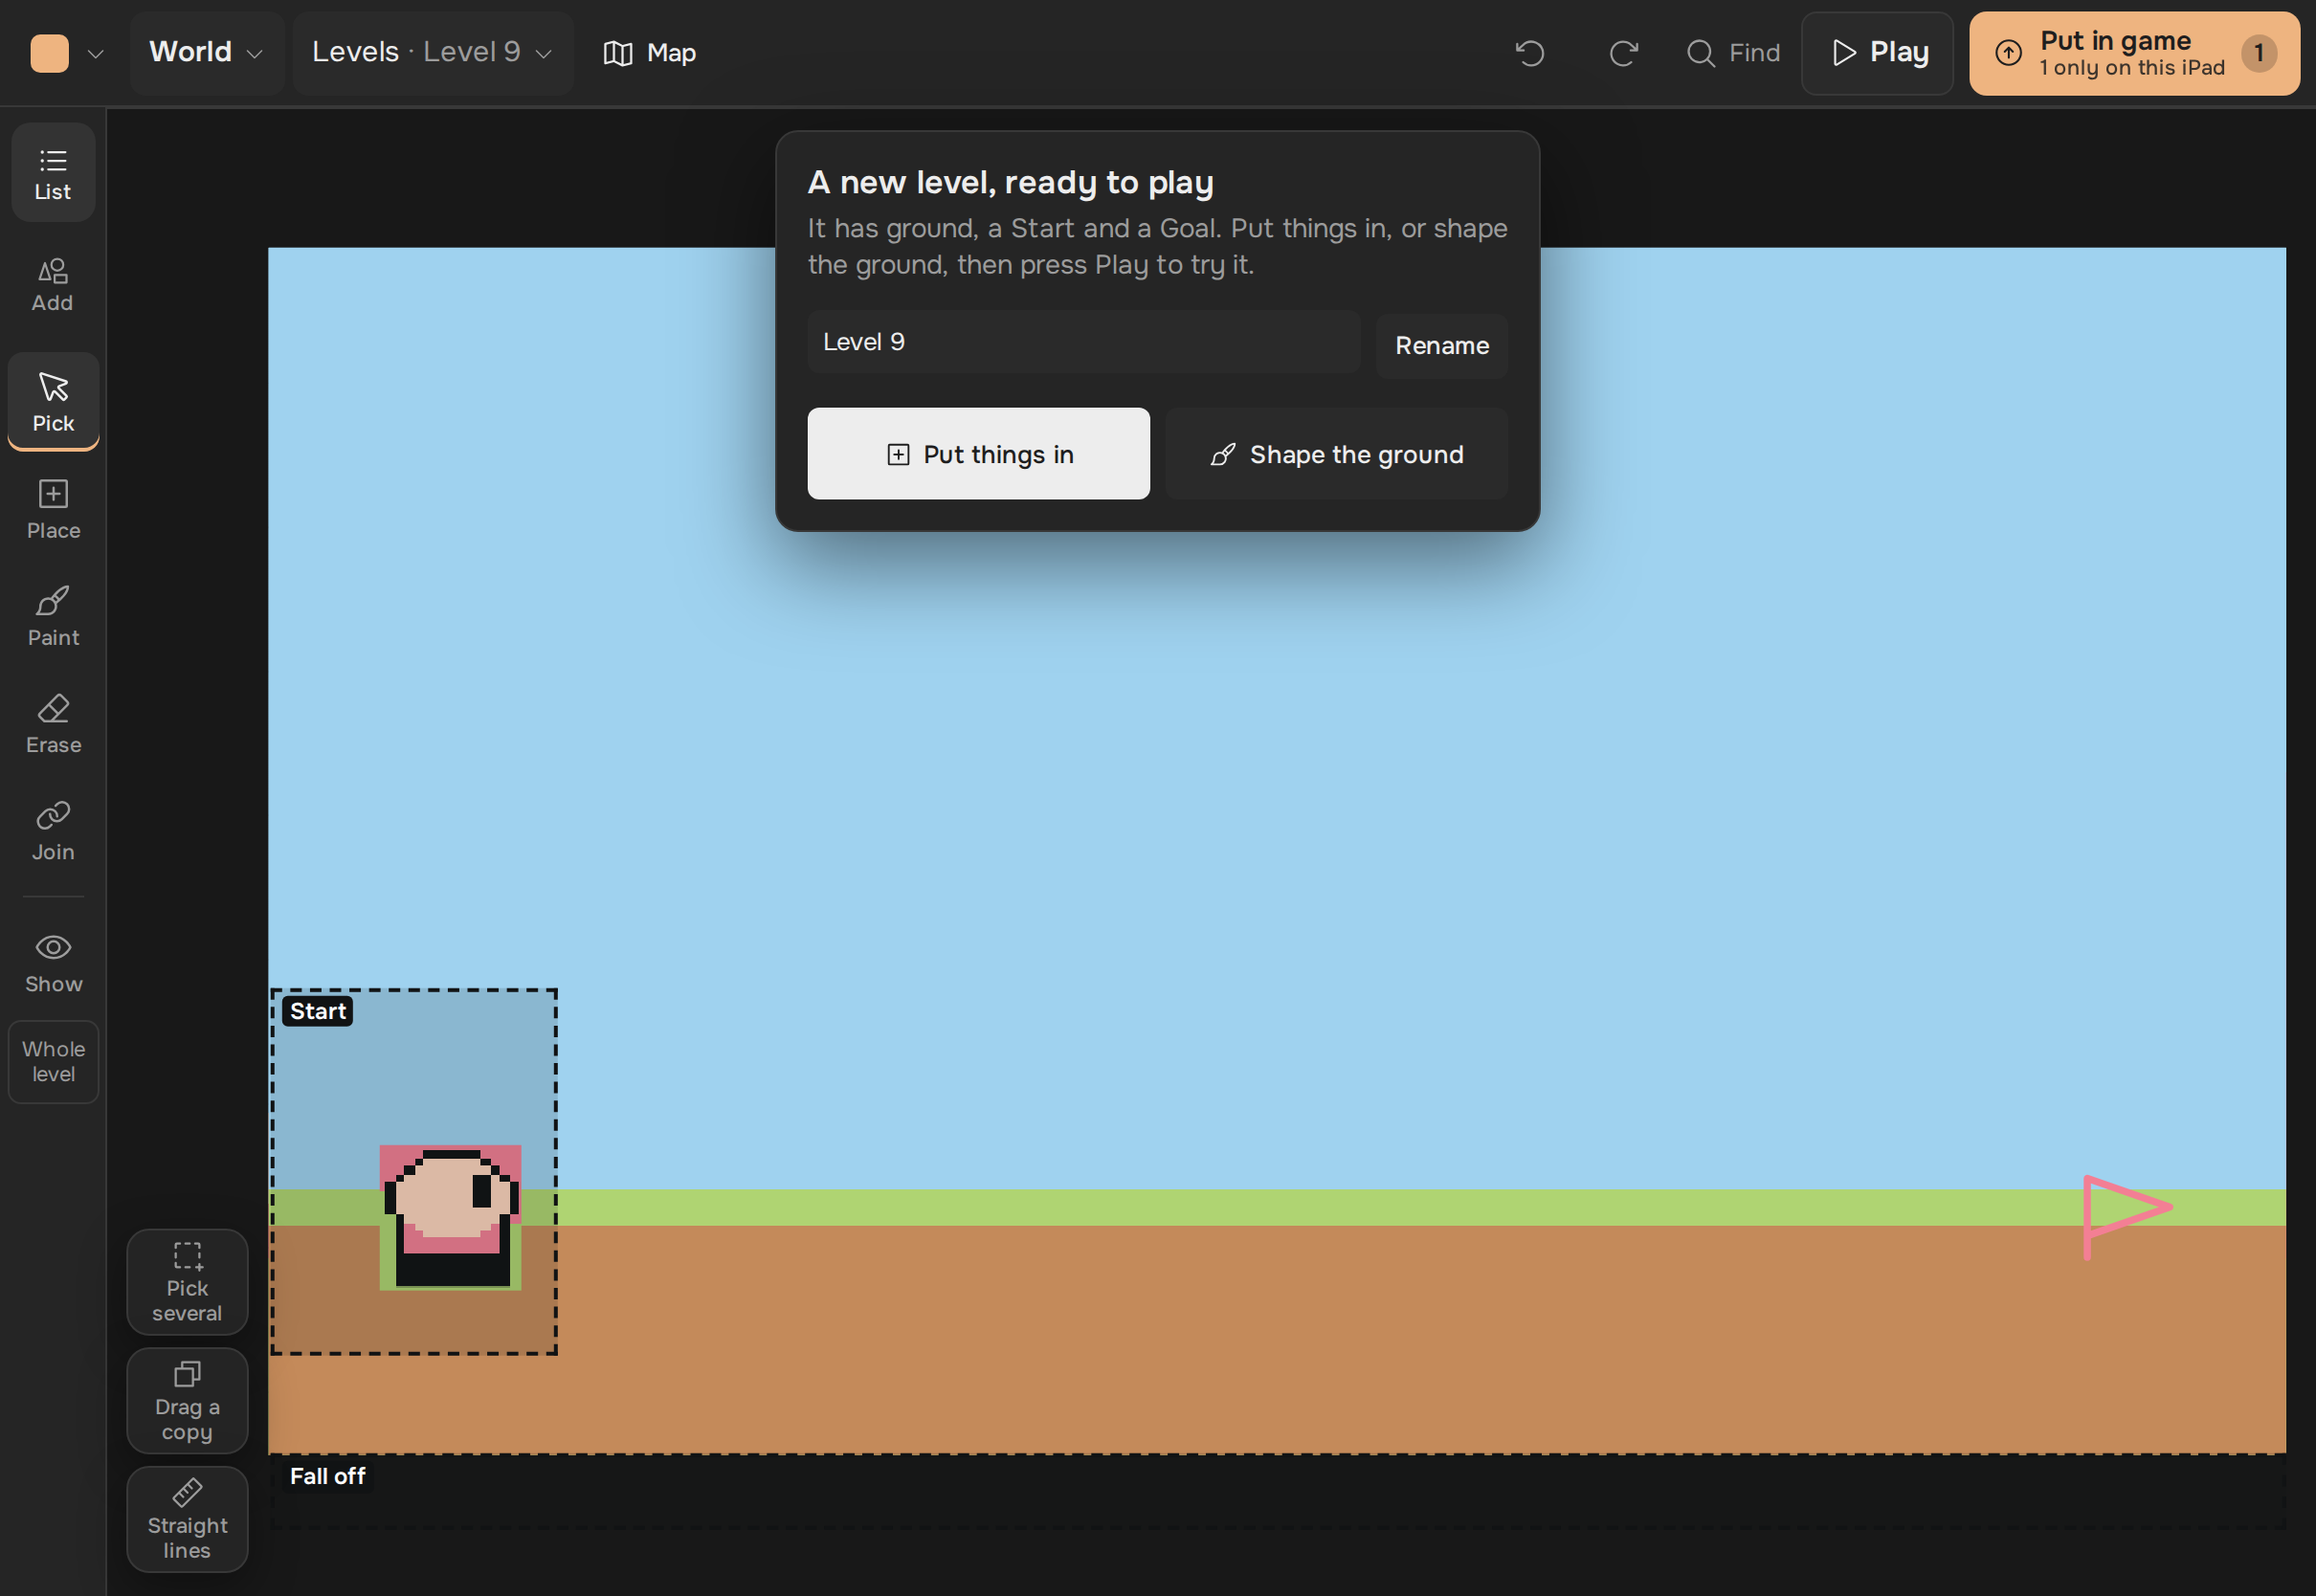 World
Levels · Level 9
Map
Find
Play
Put in game
1 only on this iPad
1
List
Add
Pick
Place
Paint
Erase
Join
Show
Whole
level
A new level, ready to play
It has ground, a Start and a Goal. Put things in, or shape
the ground, then press Play to try it.
Level 9
Rename
Put things in
Shape the ground
Start
Pick
several
Drag a
copy
Straight
lines
Fall off